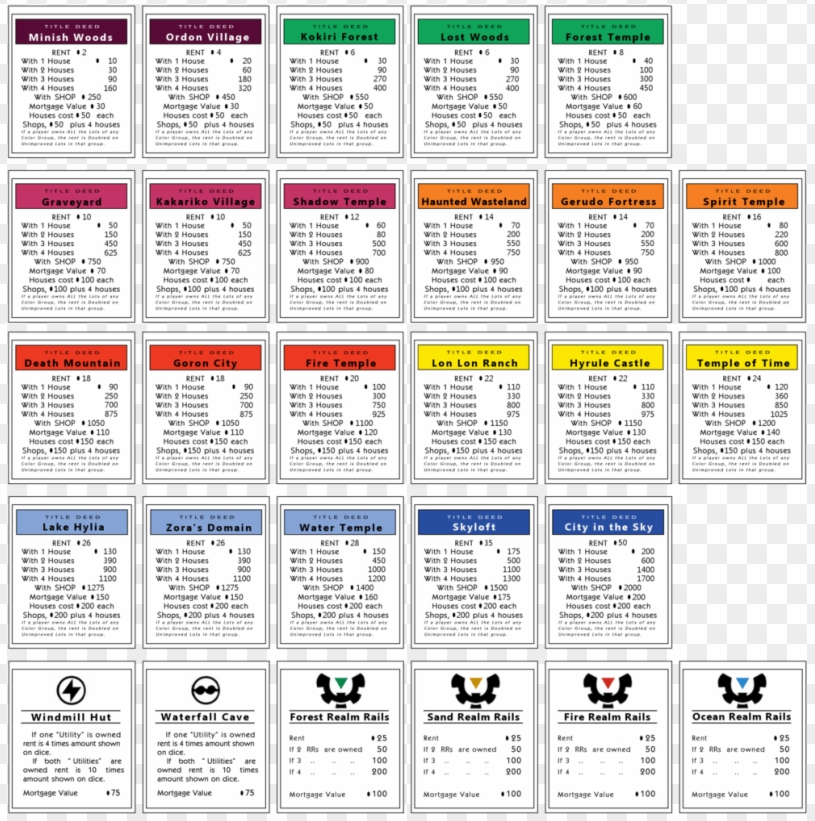 TITLE DEED
Minish Woods
RENT 2
With 1 House 10
With 2 Houses 30
With 3 Houses 90
With 4 Houses 160
With SHOP 250
Mortgage Value 30
Houses cost 50 each
Shops, 50 plus 4 houses
If a player owns ALL the Lots of any
Color Group, the rent is Doubled on
Unimproved Lots in that group.
TITLE DEED
Ordon Village
RENT 4
With 1 House 20
With 2 Houses 60
With 3 Houses 180
With 4 Houses 320
With SHOP 450
Mortgage Value 30
Houses cost 50 each
Shops, 50 plus 4 houses
If a player owns ALL the Lots of any
Color Group, the rent is Doubled on
Unimproved Lots in that group.
TITLE DEED
Kokiri Forest
RENT 6
With 1 House 30
With 2 Houses 90
With 3 Houses 270
With 4 Houses 400
With SHOP 550
Mortgage Value 50
Houses cost 50 each
Shops, 50 plus 4 houses
If a player owns ALL the Lots of any
Color Group, the rent is Doubled on
Unimproved Lots in that group.
TITLE DEED
Lost Woods
RENT 6
With 1 House 30
With 2 Houses 90
With 3 Houses 270
With 4 Houses 400
With SHOP 550
Mortgage Value 50
Houses cost 50 each
Shops, 50 plus 4 houses
If a player owns ALL the Lots of any
Color Group, the rent is Doubled on
Unimproved Lots in that group.
TITLE DEED
Forest Temple
RENT 8
With 1 House 40
With 2 Houses 100
With 3 Houses 300
With 4 Houses 450
With SHOP 600
Mortgage Value 60
Houses cost 50 each
Shops, 50 plus 4 houses
If a player owns ALL the Lots of any
Color Group, the rent is Doubled on
Unimproved Lots in that group.
TITLE DEED
Graveyard
RENT 10
With 1 House 50
With 2 Houses 150
With 3 Houses 450
With 4 Houses 625
With SHOP 750
Mortgage Value 70
Houses cost 100 each
Shops, 100 plus 4 houses
If a player owns ALL the Lots of any
Color Group, the rent is Doubled on
Unimproved Lots in that group.
TITLE DEED
Kakariko Village
RENT 10
With 1 House 50
With 2 Houses 150
With 3 Houses 450
With 4 Houses 625
With SHOP 750
Mortgage Value 70
Houses cost 100 each
Shops, 100 plus 4 houses
If a player owns ALL the Lots of any
Color Group, the rent is Doubled on
Unimproved Lots in that group.
TITLE DEED
Shadow Temple
RENT 12
With 1 House 60
With 2 Houses 80
With 3 Houses 500
With 4 Houses 700
With SHOP 900
Mortgage Value 80
Houses cost 100 each
Shops, 100 plus 4 houses
If a player owns ALL the Lots of any
Color Group, the rent is Doubled on
Unimproved Lots in that group.
TITLE DEED
Haunted Wasteland
RENT 14
With 1 House 70
With 2 Houses 200
With 3 Houses 550
With 4 Houses 750
With SHOP 950
Mortgage Value 90
Houses cost 100 each
Shops, 100 plus 4 houses
If a player owns ALL the Lots of any
Color Group, the rent is Doubled on
Unimproved Lots in that group.
TITLE DEED
Gerudo Fortress
RENT 14
With 1 House 70
With 2 Houses 200
With 3 Houses 550
With 4 Houses 750
With SHOP 950
Mortgage Value 90
Houses cost 100 each
Shops, 100 plus 4 houses
If a player owns ALL the Lots of any
Color Group, the rent is Doubled on
Unimproved Lots in that group.
TITLE DEED
Spirit Temple
RENT 16
With 1 House 80
With 2 Houses 220
With 3 Houses 600
With 4 Houses 800
With SHOP 1000
Mortgage Value 100
Houses cost each
Shops, 100 plus 4 houses
If a player owns ALL the Lots of any
Color Group, the rent is Doubled on
Unimproved Lots in that group.
TITLE DEED
Death Mountain
RENT 18
With 1 House 90
With 2 Houses 250
With 3 Houses 700
With 4 Houses 875
With SHOP 1050
Mortgage Value 110
Houses cost 150 each
Shops, 150 plus 4 houses
If a player owns ALL the Lots of any
Color Group, the rent is Doubled on
Unimproved Lots in that group.
TITLE DEED
Goron City
RENT 18
With 1 House 90
With 2 Houses 250
With 3 Houses 700
With 4 Houses 875
With SHOP 1050
Mortgage Value 110
Houses cost 150 each
Shops, 150 plus 4 houses
If a player owns ALL the Lots of any
Color Group, the rent is Doubled on
Unimproved Lots in that group.
TITLE DEED
Fire Temple
RENT 20
With 1 House 100
With 2 Houses 300
With 3 Houses 750
With 4 Houses 925
With SHOP 1100
Mortgage Value 120
Houses cost 150 each
Shops, 150 plus 4 houses
If a player owns ALL the Lots of any
Color Group, the rent is Doubled on
Unimproved Lots in that group.
TITLE DEED
Lon Lon Ranch
RENT 22
With 1 House 110
With 2 Houses 330
With 3 Houses 800
With 4 Houses 975
With SHOP 1150
Mortgage Value 130
Houses cost 150 each
Shops, 150 plus 4 houses
If a player owns ALL the Lots of any
Color Group, the rent is Doubled on
Unimproved Lots in that group.
TITLE DEED
Hyrule Castle
RENT 22
With 1 House 110
With 2 Houses 330
With 3 Houses 800
With 4 Houses 975
With SHOP 1150
Mortgage Value 130
Houses cost 150 each
Shops, 150 plus 4 houses
If a player owns ALL the Lots of any
Color Group, the rent is Doubled on
Unimproved Lots in that group.
TITLE DEED
Temple of Time
RENT 24
With 1 House 120
With 2 Houses 360
With 3 Houses 850
With 4 Houses 1025
With SHOP 1200
Mortgage Value 140
Houses cost 150 each
Shops, 150 plus 4 houses
If a player owns ALL the Lots of any
Color Group, the rent is Doubled on
Unimproved Lots in that group.
TITLE DEED
Lake Hylia
RENT 26
With 1 House 130
With 2 Houses 390
With 3 Houses 900
With 4 Houses 1100
With SHOP 1275
Mortgage Value 150
Houses cost 200 each
Shops, 200 plus 4 houses
If a player owns ALL the Lots of any
Color Group, the rent is Doubled on
Unimproved Lots in that group.
TITLE DEED
Zora's Domain
RENT 26
With 1 House 130
With 2 Houses 390
With 3 Houses 900
With 4 Houses 1100
With SHOP 1275
Mortgage Value 150
Houses cost 200 each
Shops, 200 plus 4 houses
If a player owns ALL the Lots of any
Color Group, the rent is Doubled on
Unimproved Lots in that group.
TITLE DEED
Water Temple
RENT 28
With 1 House 150
With 2 Houses 450
With 3 Houses 1000
With 4 Houses 1200
With SHOP 1400
Mortgage Value 160
Houses cost 200 each
Shops, 200 plus 4 houses
If a player owns ALL the Lots of any
Color Group, the rent is Doubled on
Unimproved Lots in that group.
TITLE DEED
Skyloft
RENT 35
With 1 House 175
With 2 Houses 500
With 3 Houses 1100
With 4 Houses 1300
With SHOP 1500
Mortgage Value 175
Houses cost 200 each
Shops, 200 plus 4 houses
If a player owns ALL the Lots of any
Color Group, the rent is Doubled on
Unimproved Lots in that group.
TITLE DEED
City in the Sky
RENT 50
With 1 House 200
With 2 Houses 600
With 3 Houses 1400
With 4 Houses 1700
With SHOP 2000
Mortgage Value 200
Houses cost 200 each
Shops, 200 plus 4 houses
If a player owns ALL the Lots of any
Color Group, the rent is Doubled on
Unimproved Lots in that group.
Windmill Hut
If one "Utility" is owned
rent is 4 times amount shown
on dice.
If both "Utilities" are
owned rent is 10 times
amount shown on dice.
Mortgage Value 75
Waterfall Cave
If one "Utility" is owned
rent is 4 times amount shown
on dice.
If both "Utilities" are
owned rent is 10 times
amount shown on dice.
Mortgage Value 75
Forest Realm Rails
Rent 25
If 2 RRs are owned 50
If 3 .. .. .. 100
If 4 .. .. .. 200
Mortgage Value 100
Sand Realm Rails
Rent 25
If 2 RRs are owned 50
If 3 .. .. .. 100
If 4 .. .. .. 200
Mortgage Value 100
Fire Realm Rails
Rent 25
If 2 RRs are owned 50
If 3 .. .. .. 100
If 4 .. .. .. 200
Mortgage Value 100
Ocean Realm Rails
Rent 25
If 2 RRs are owned 50
If 3 .. .. .. 100
If 4 .. .. .. 200
Mortgage Value 100